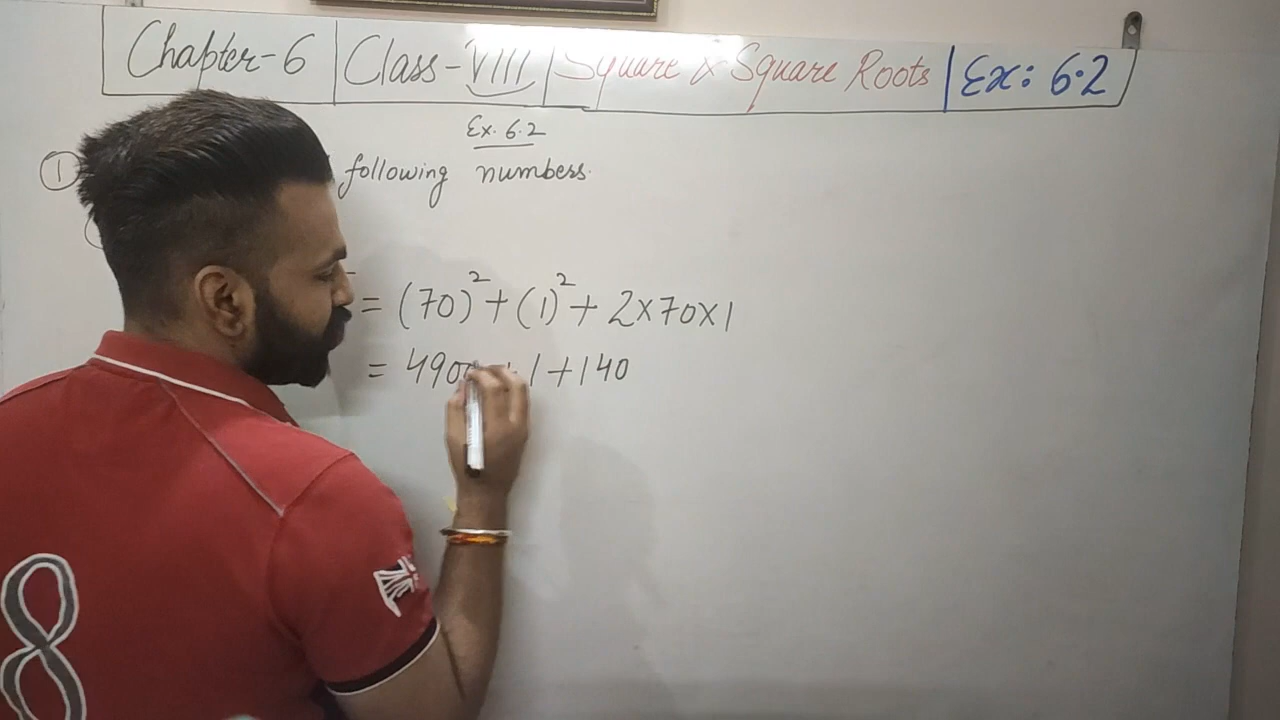 Chapter-6 | Class-VIII | Square & Square Roots | Ex: 6.2
Ex. 6.2
① following numbers.
= (70)² + (1)² + 2×70×1
= 4900 + 1 + 140
8